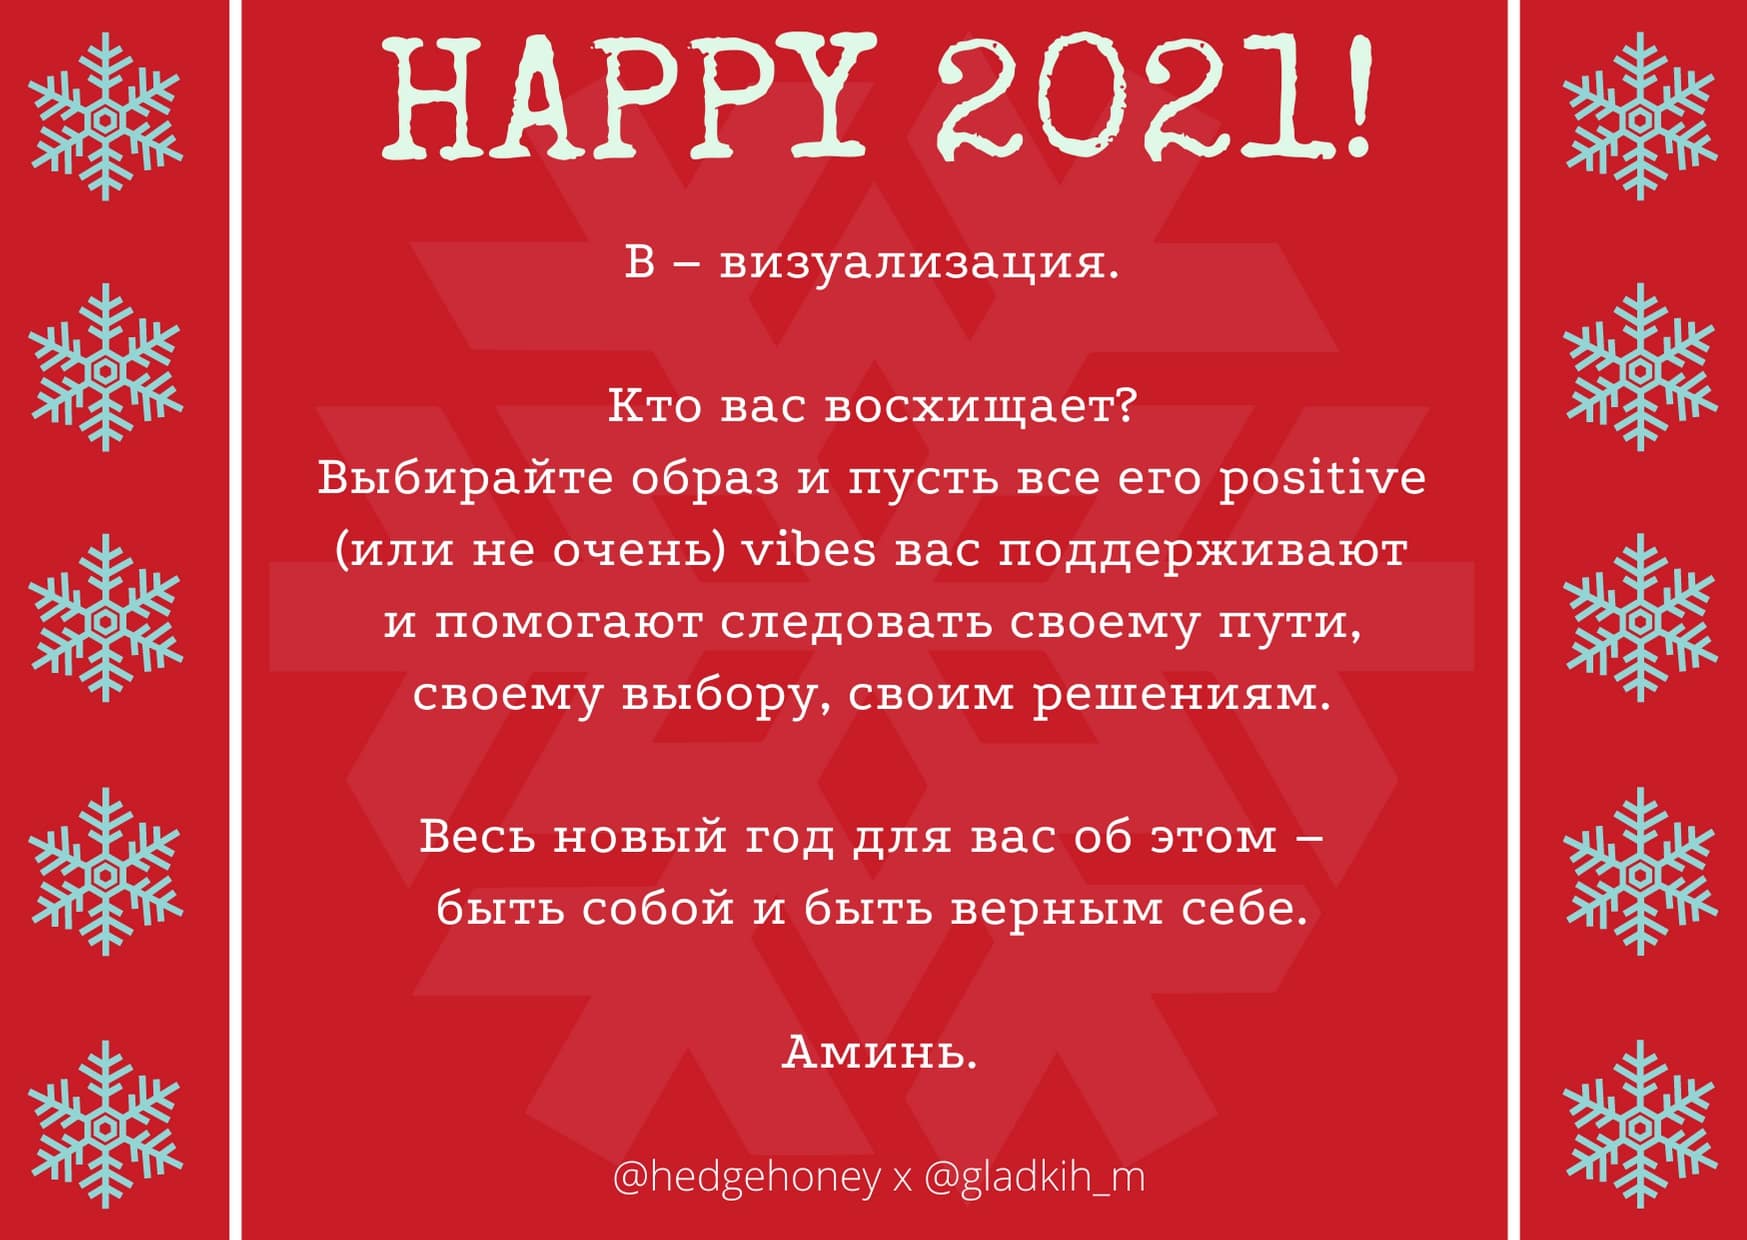 HAPPY 2021!
В – визуализация.
Кто вас восхищает?
Выбирайте образ и пусть все его positive
(или не очень) vibes вас поддерживают
и помогают следовать своему пути,
своему выбору, своим решениям.
Весь новый год для вас об этом –
быть собой и быть верным себе.
Аминь.
@hedgehoney x @gladkih_m